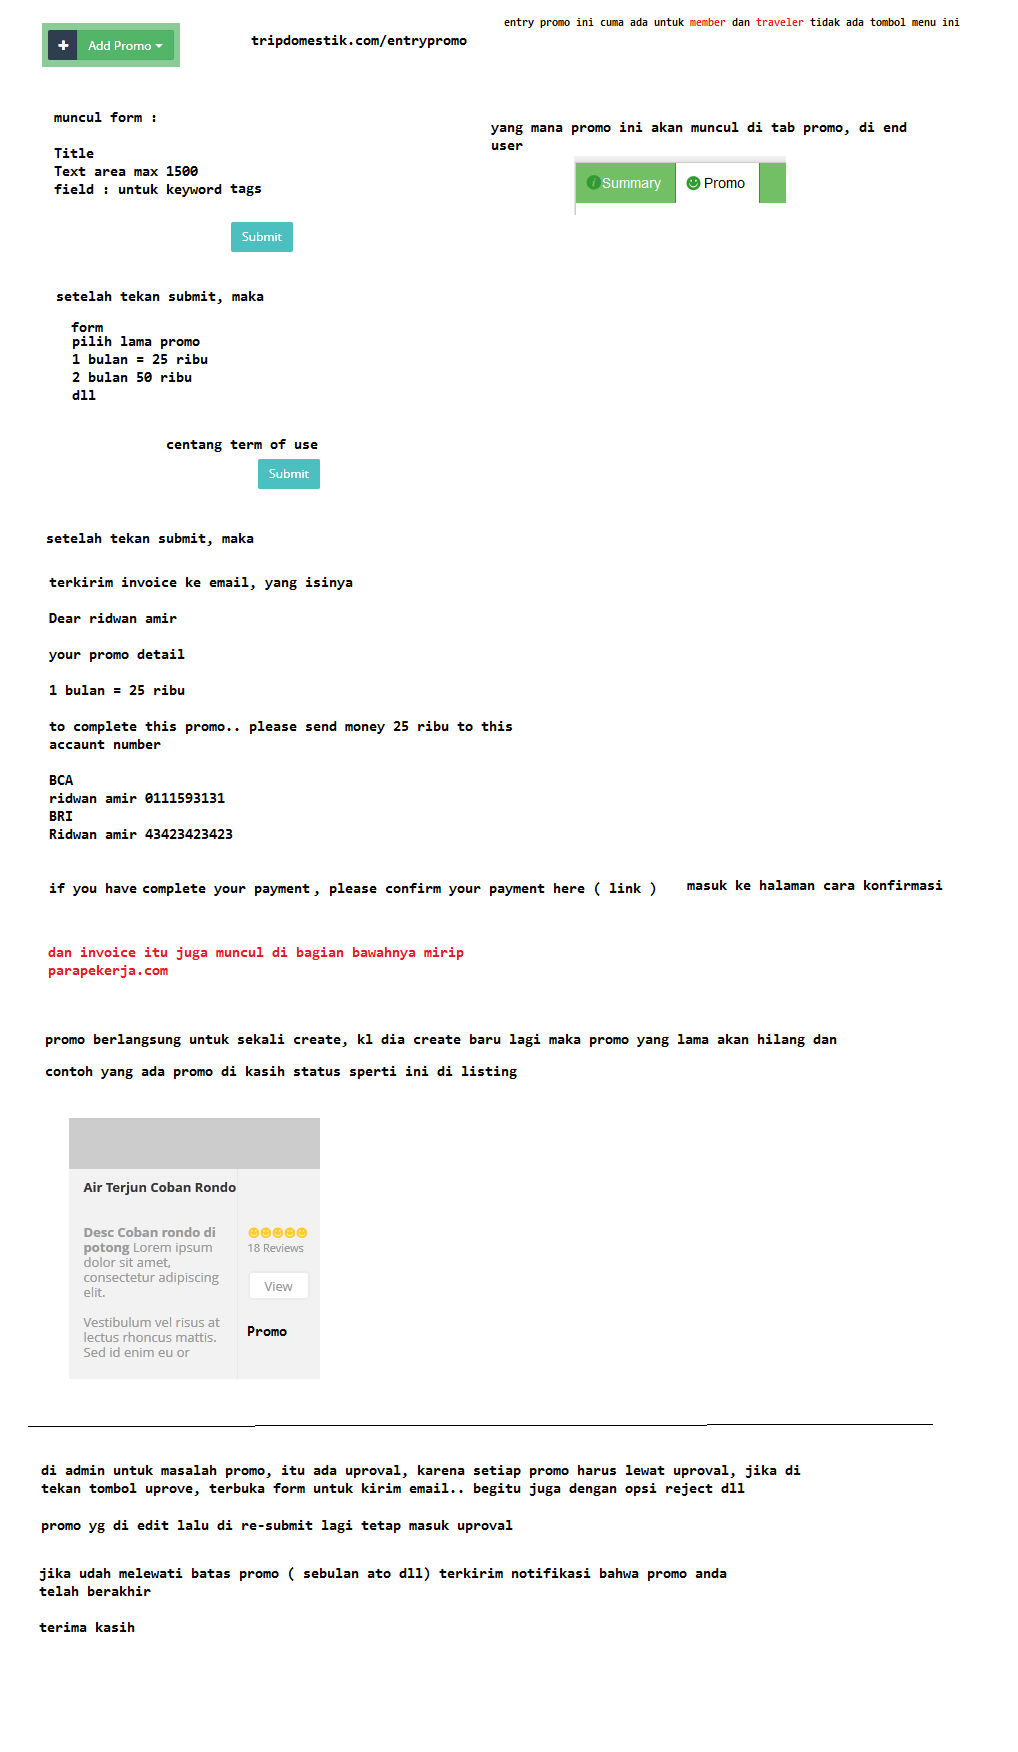 entry promo ini cuma ada untuk member dan traveler tidak ada tombol menu ini
Add Promo
tripdomestik.com/entrypromo
muncul form :
Title
Text area max 1500
field : untuk keyword tags
Submit
yang mana promo ini akan muncul di tab promo, di end
user
Summary
Promo
setelah tekan submit, maka
form
pilih lama promo
1 bulan = 25 ribu
2 bulan 50 ribu
dll
centang term of use
Submit
setelah tekan submit, maka
terkirim invoice ke email, yang isinya
Dear ridwan amir
your promo detail
1 bulan = 25 ribu
to complete this promo.. please send money 25 ribu to this
accaunt number
BCA
ridwan amir 0111593131
BRI
Ridwan amir 43423423423
if you have complete your payment, please confirm your payment here ( link )
masuk ke halaman cara konfirmasi
dan invoice itu juga muncul di bagian bawahnya mirip
parapekerja.com
promo berlangsung untuk sekali create, kl dia create baru lagi maka promo yang lama akan hilang dan
contoh yang ada promo di kasih status sperti ini di listing
Air Terjun Coban Rondo
Desc Coban rondo di
potong Lorem ipsum
dolor sit amet,
consectetur adipiscing
elit.
Vestibulum vel risus at
lectus rhoncus mattis.
Sed id enim eu or
18 Reviews
View
Promo
di admin untuk masalah promo, itu ada uproval, karena setiap promo harus lewat uproval, jika di
tekan tombol uprove, terbuka form untuk kirim email.. begitu juga dengan opsi reject dll
promo yg di edit lalu di re-submit lagi tetap masuk uproval
jika udah melewati batas promo ( sebulan ato dll) terkirim notifikasi bahwa promo anda
telah berakhir
terima kasih